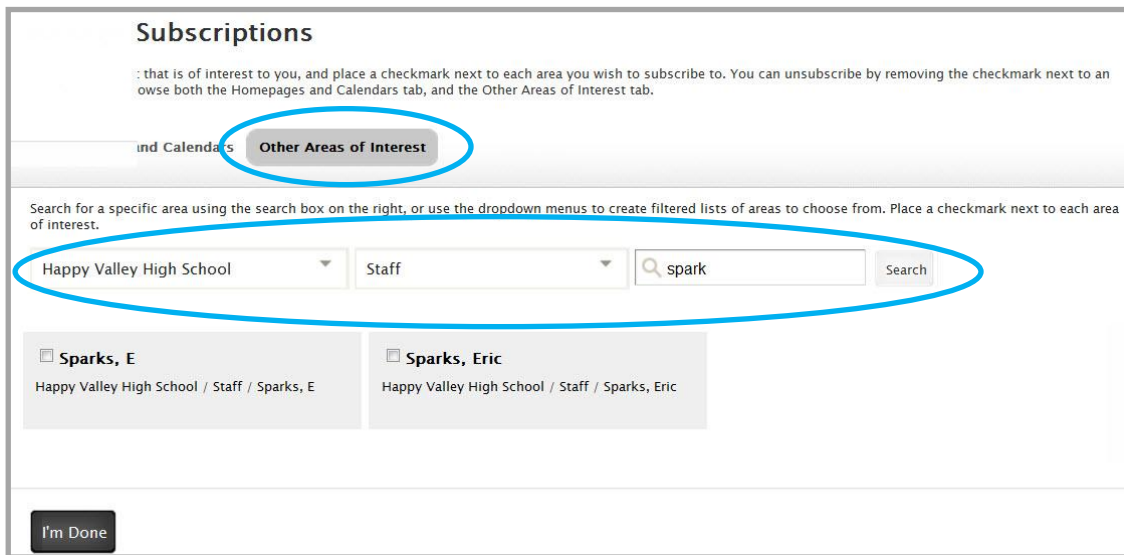 Subscriptions
: that is of interest to you, and place a checkmark next to each area you wish to subscribe to. You can unsubscribe by removing the checkmark next to an
owse both the Homepages and Calendars tab, and the Other Areas of Interest tab.
and Calendars Other Areas of Interest
Search for a specific area using the search box on the right, or use the dropdown menus to create filtered lists of areas to choose from. Place a checkmark next to each area
of interest.
Happy Valley High School Staff spark Search
Sparks, E Sparks, Eric
Happy Valley High School / Staff / Sparks, E Happy Valley High School / Staff / Sparks, Eric
I'm Done